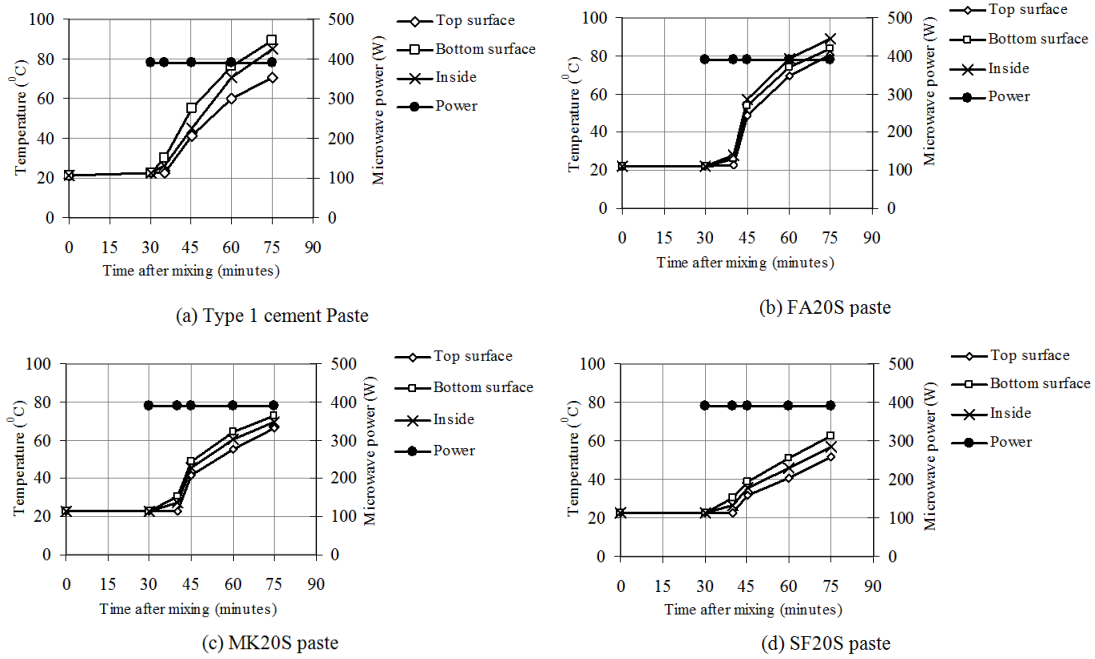 100
80
60
40
20
0
Temperature (⁰C)
500
400
300
200
100
0
Microwave power (W)
0 15 30 45 60 75 90
Time after mixing (minutes)
Top surface
Bottom surface
Inside
Power
(a) Type 1 cement Paste
100
80
60
40
20
0
Temperature (⁰C)
500
400
300
200
100
0
Microwave power (W)
0 15 30 45 60 75 90
Time after mixing (minutes)
Top surface
Bottom surface
Inside
Power
(b) FA20S paste
100
80
60
40
20
0
Temperature (⁰C)
500
400
300
200
100
0
Microwave power (W)
0 15 30 45 60 75 90
Time after mixing (minutes)
Top surface
Bottom surface
Inside
Power
(c) MK20S paste
100
80
60
40
20
0
Temperature (⁰C)
500
400
300
200
100
0
Microwave power (W)
0 15 30 45 60 75 90
Time after mixing (minutes)
Top surface
Bottom surface
Inside
Power
(d) SF20S paste